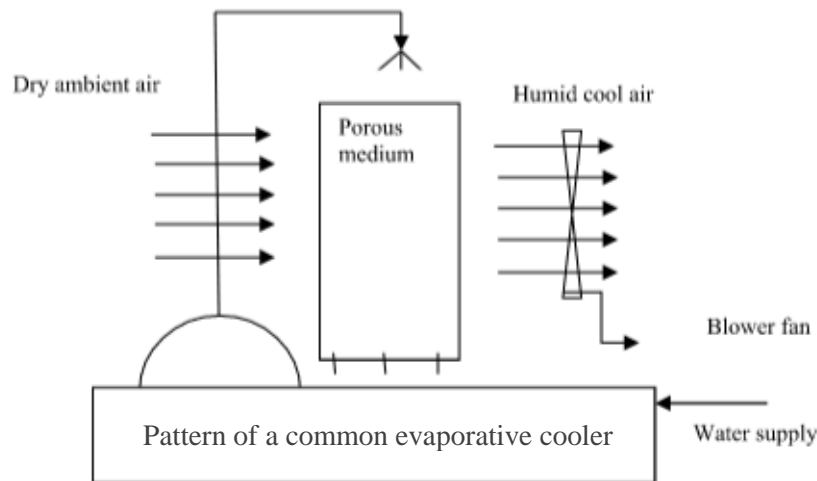 Dry ambient air
Porous
medium
Humid cool air
Blower fan
Pattern of a common evaporative cooler
Water supply